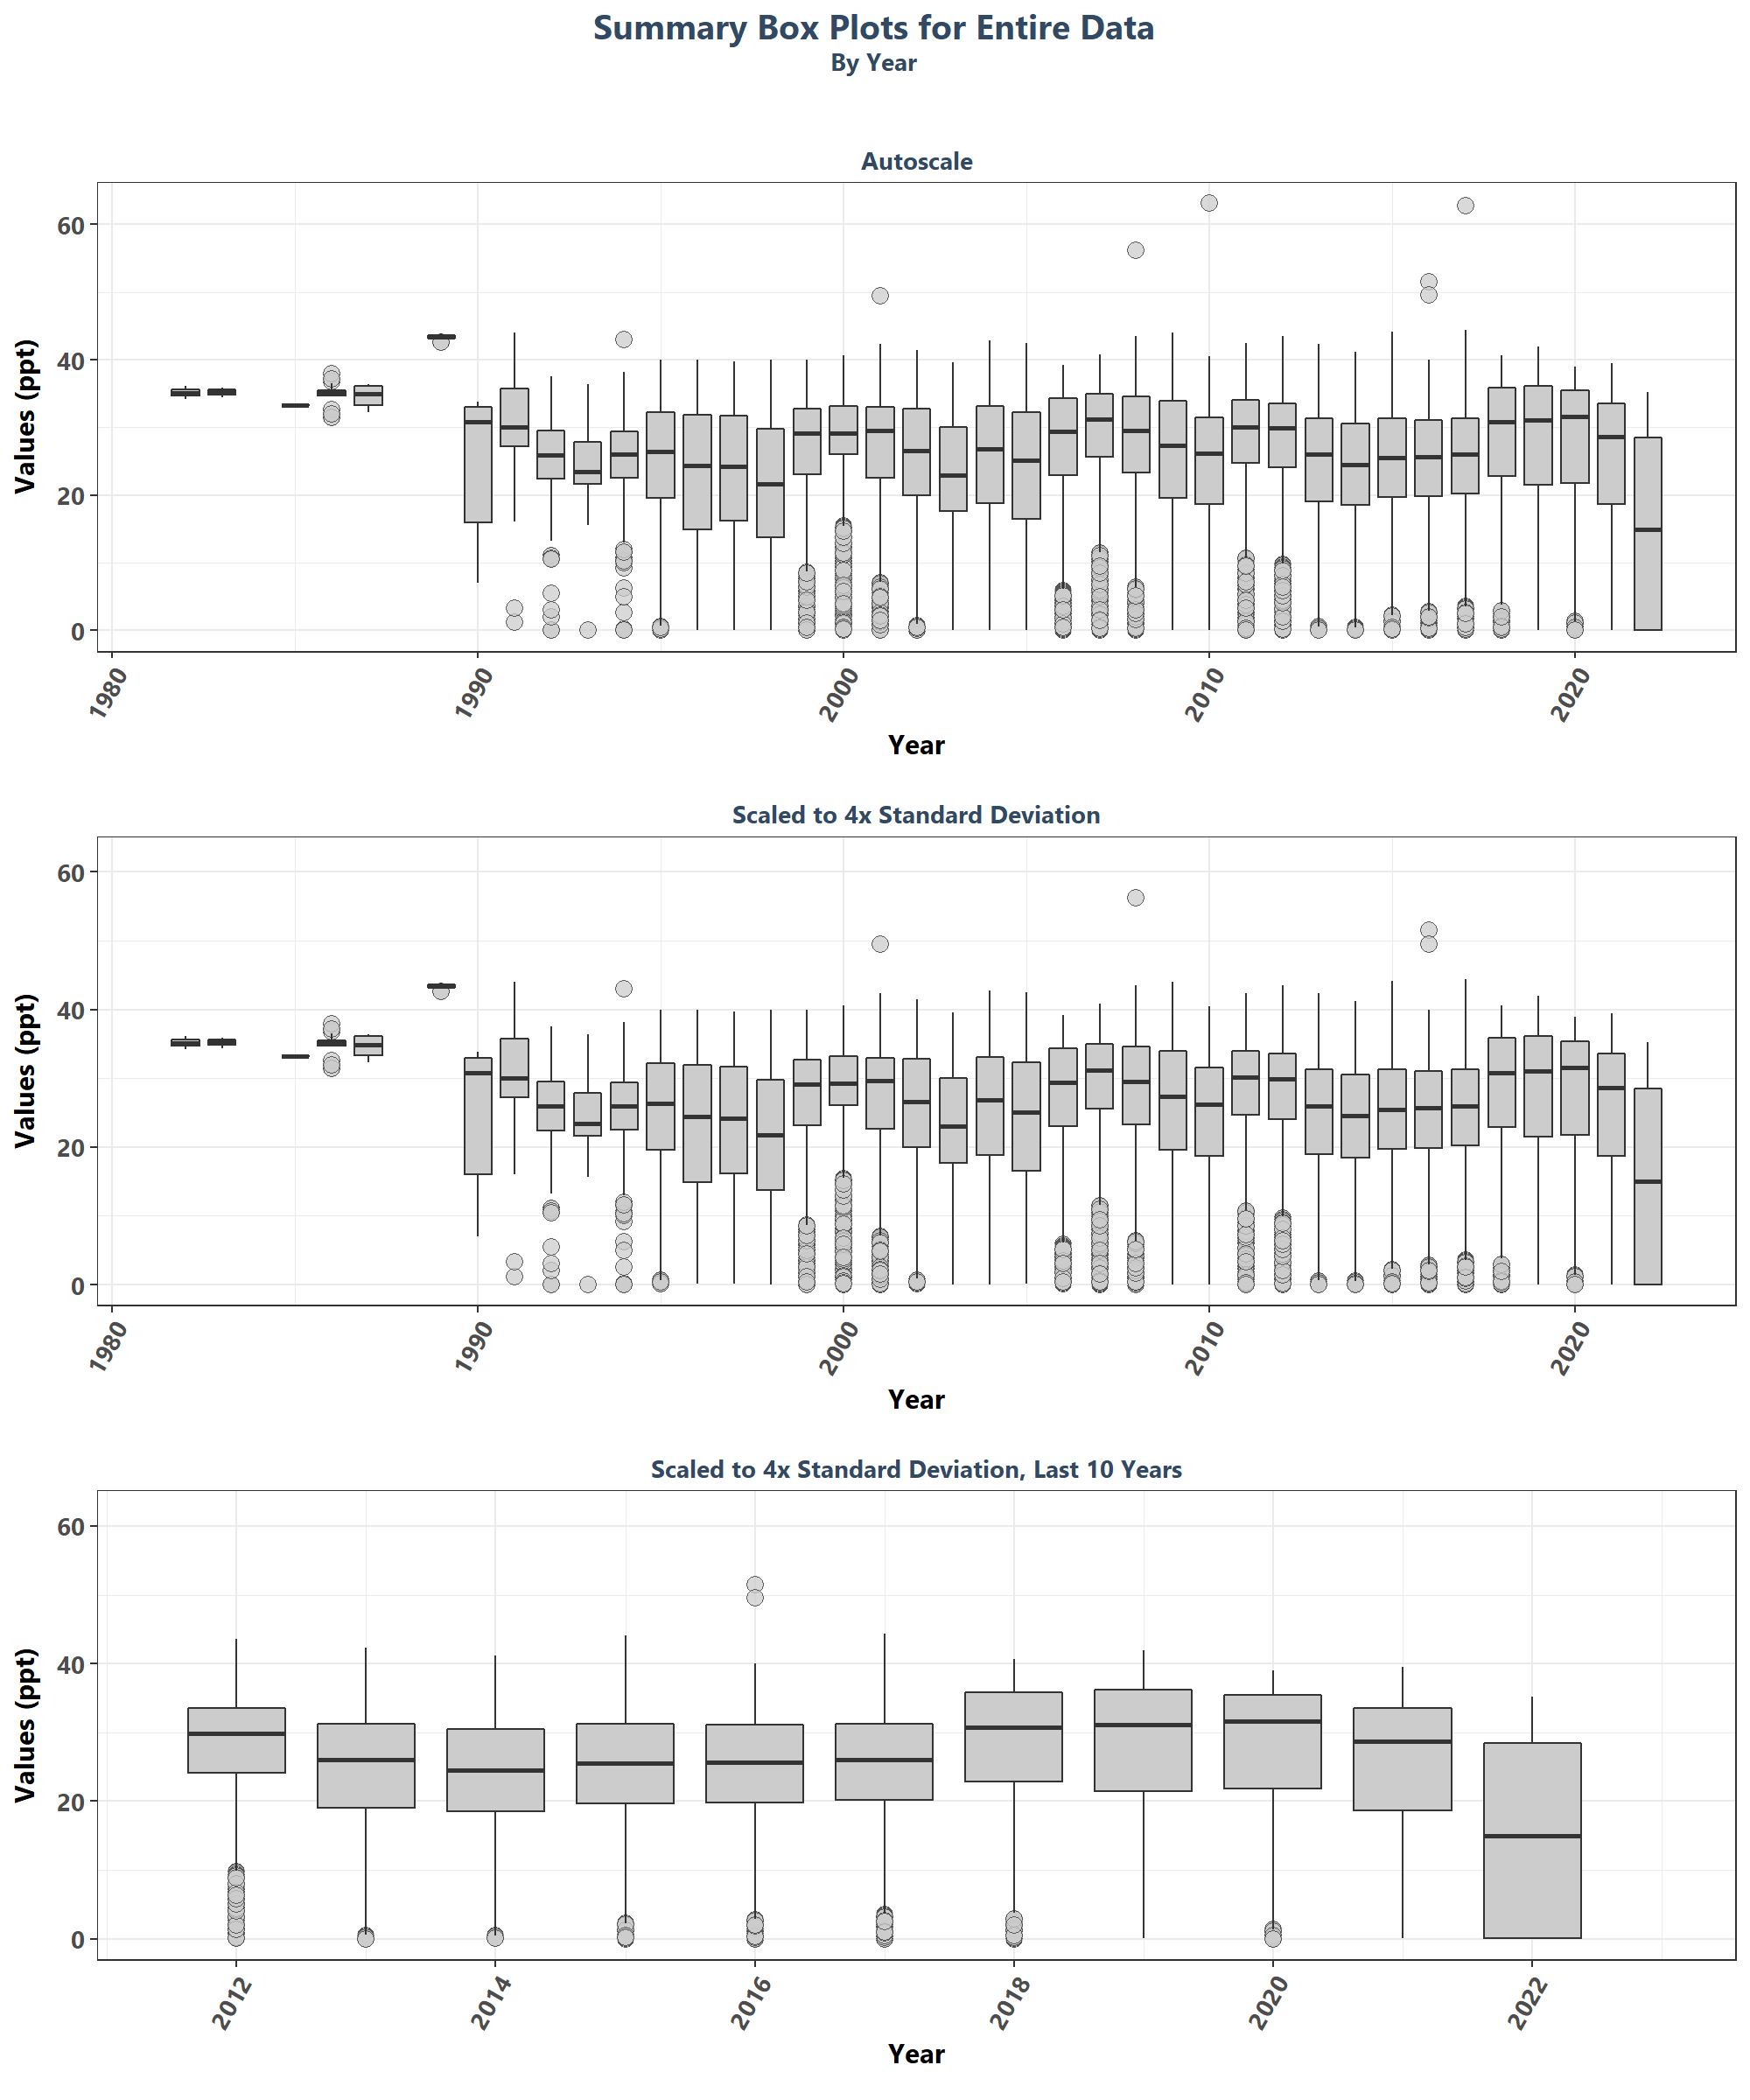 Summary Box Plots for Entire Data
By Year
Autoscale
Values (ppt)
60
40
20
0
1980
1990
2000
2010
2020
Year
Scaled to 4x Standard Deviation
Values (ppt)
60
40
20
0
1980
1990
2000
2010
2020
Year
Scaled to 4x Standard Deviation, Last 10 Years
Values (ppt)
60
40
20
0
2012
2014
2016
2018
2020
2022
Year